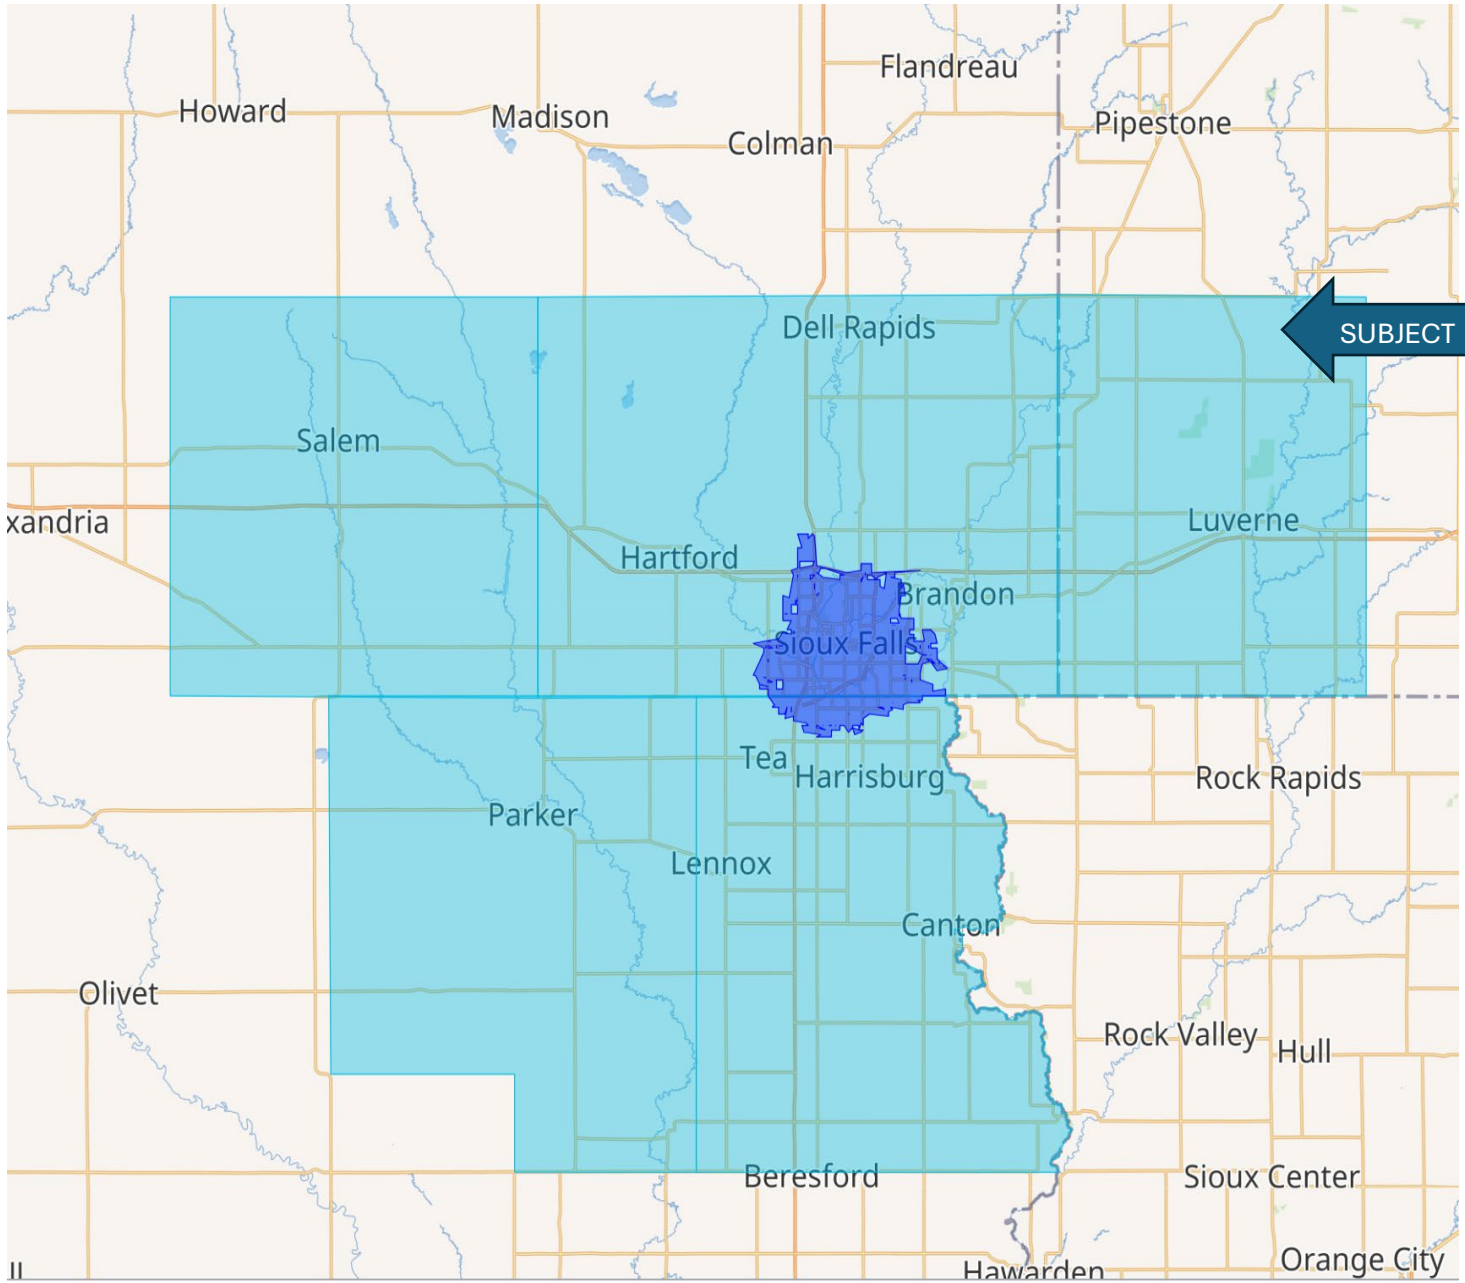 Flandreau
Howard
Madison
Pipestone
Colman
Dell Rapids
SUBJECT
Salem
xandria
Luverne
Hartford
Brandon
Sioux Falls
Tea
Harrisburg
Rock Rapids
Parker
Lennox
Canton
Olivet
Rock Valley
Hull
Beresford
Sioux Center
Orange City
Hawarden
ll